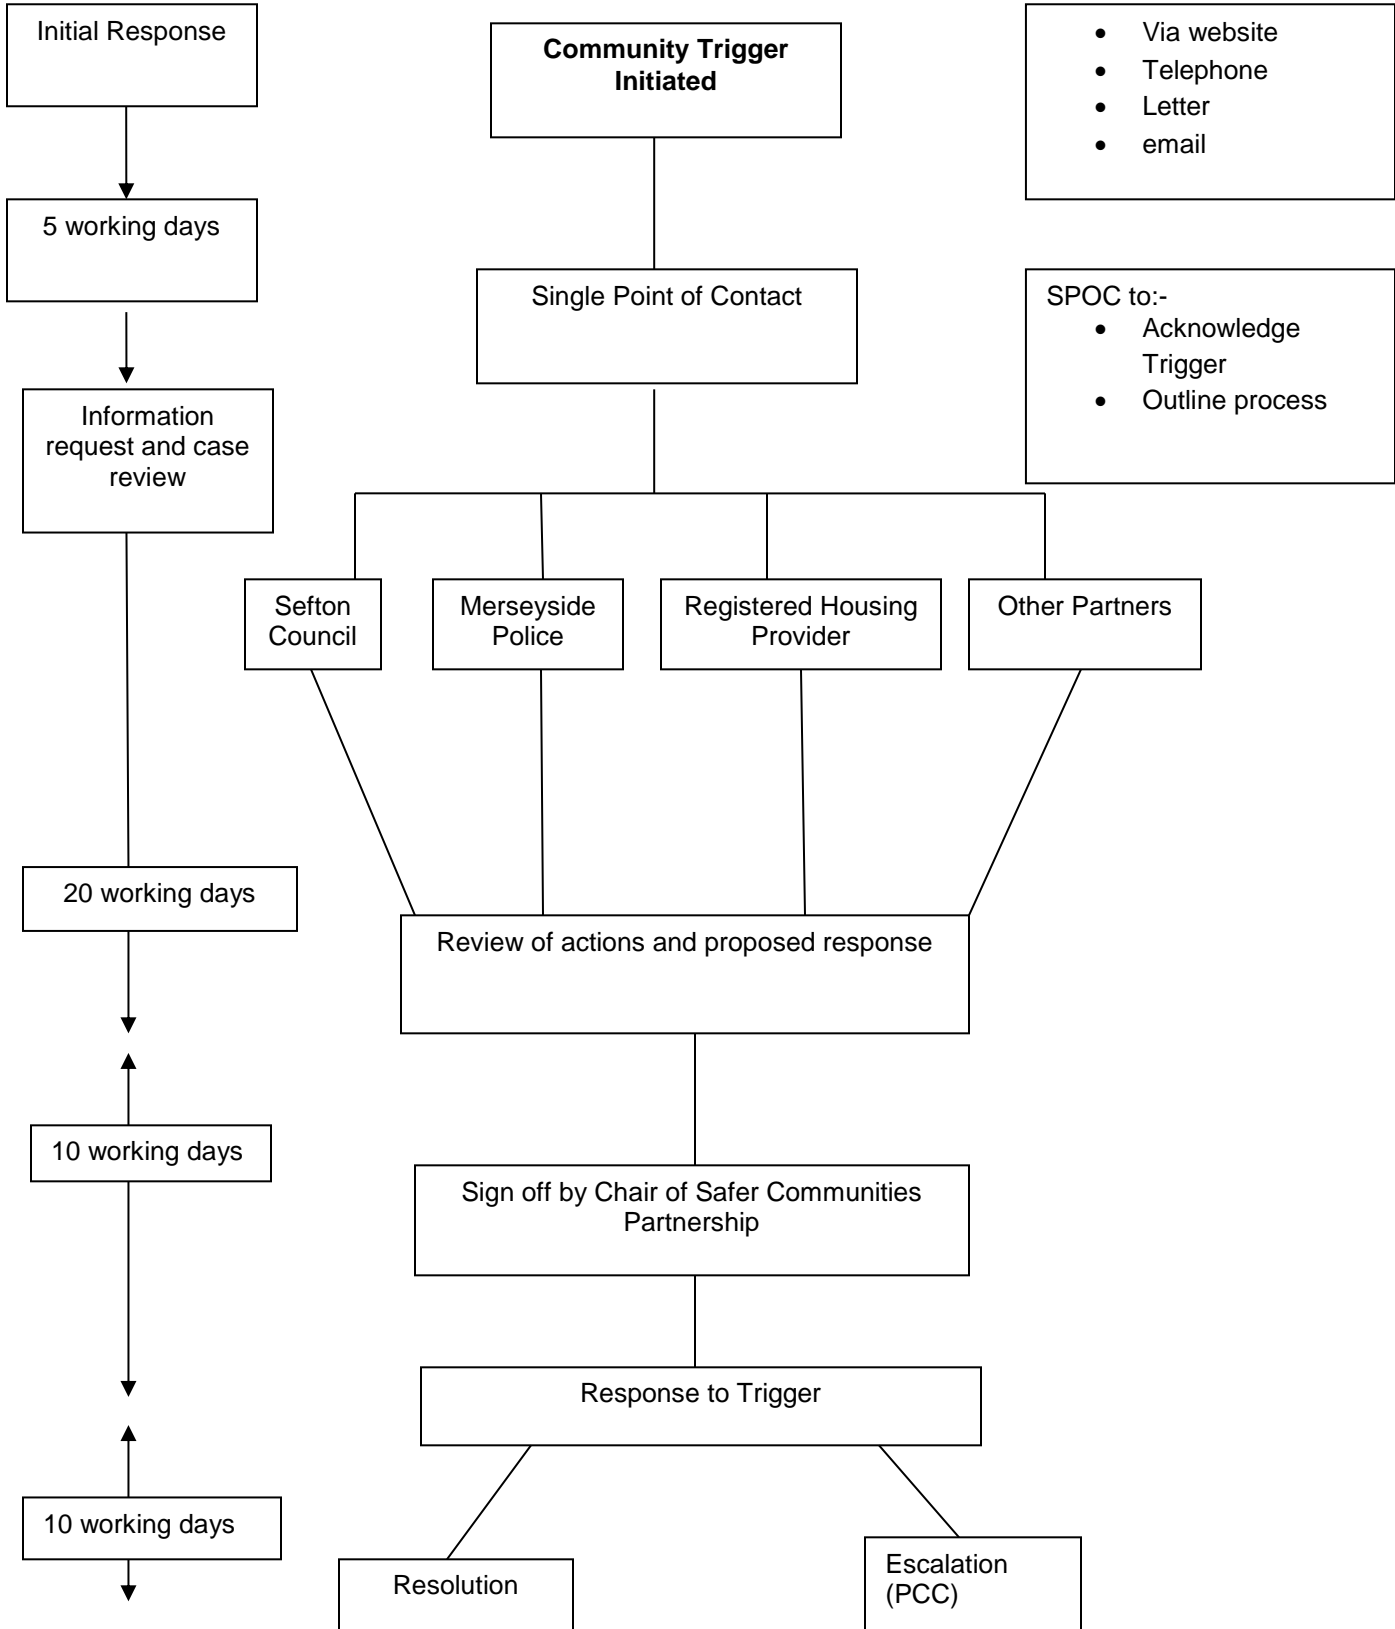 Initial Response
Community Trigger
Initiated
• Via website
• Telephone
• Letter
• email
5 working days
Single Point of Contact
SPOC to:-
• Acknowledge
Trigger
• Outline process
Information
request and case
review
Sefton
Council
Merseyside
Police
Registered Housing
Provider
Other Partners
20 working days
Review of actions and proposed response
10 working days
Sign off by Chair of Safer Communities
Partnership
Response to Trigger
10 working days
Resolution
Escalation
(PCC)